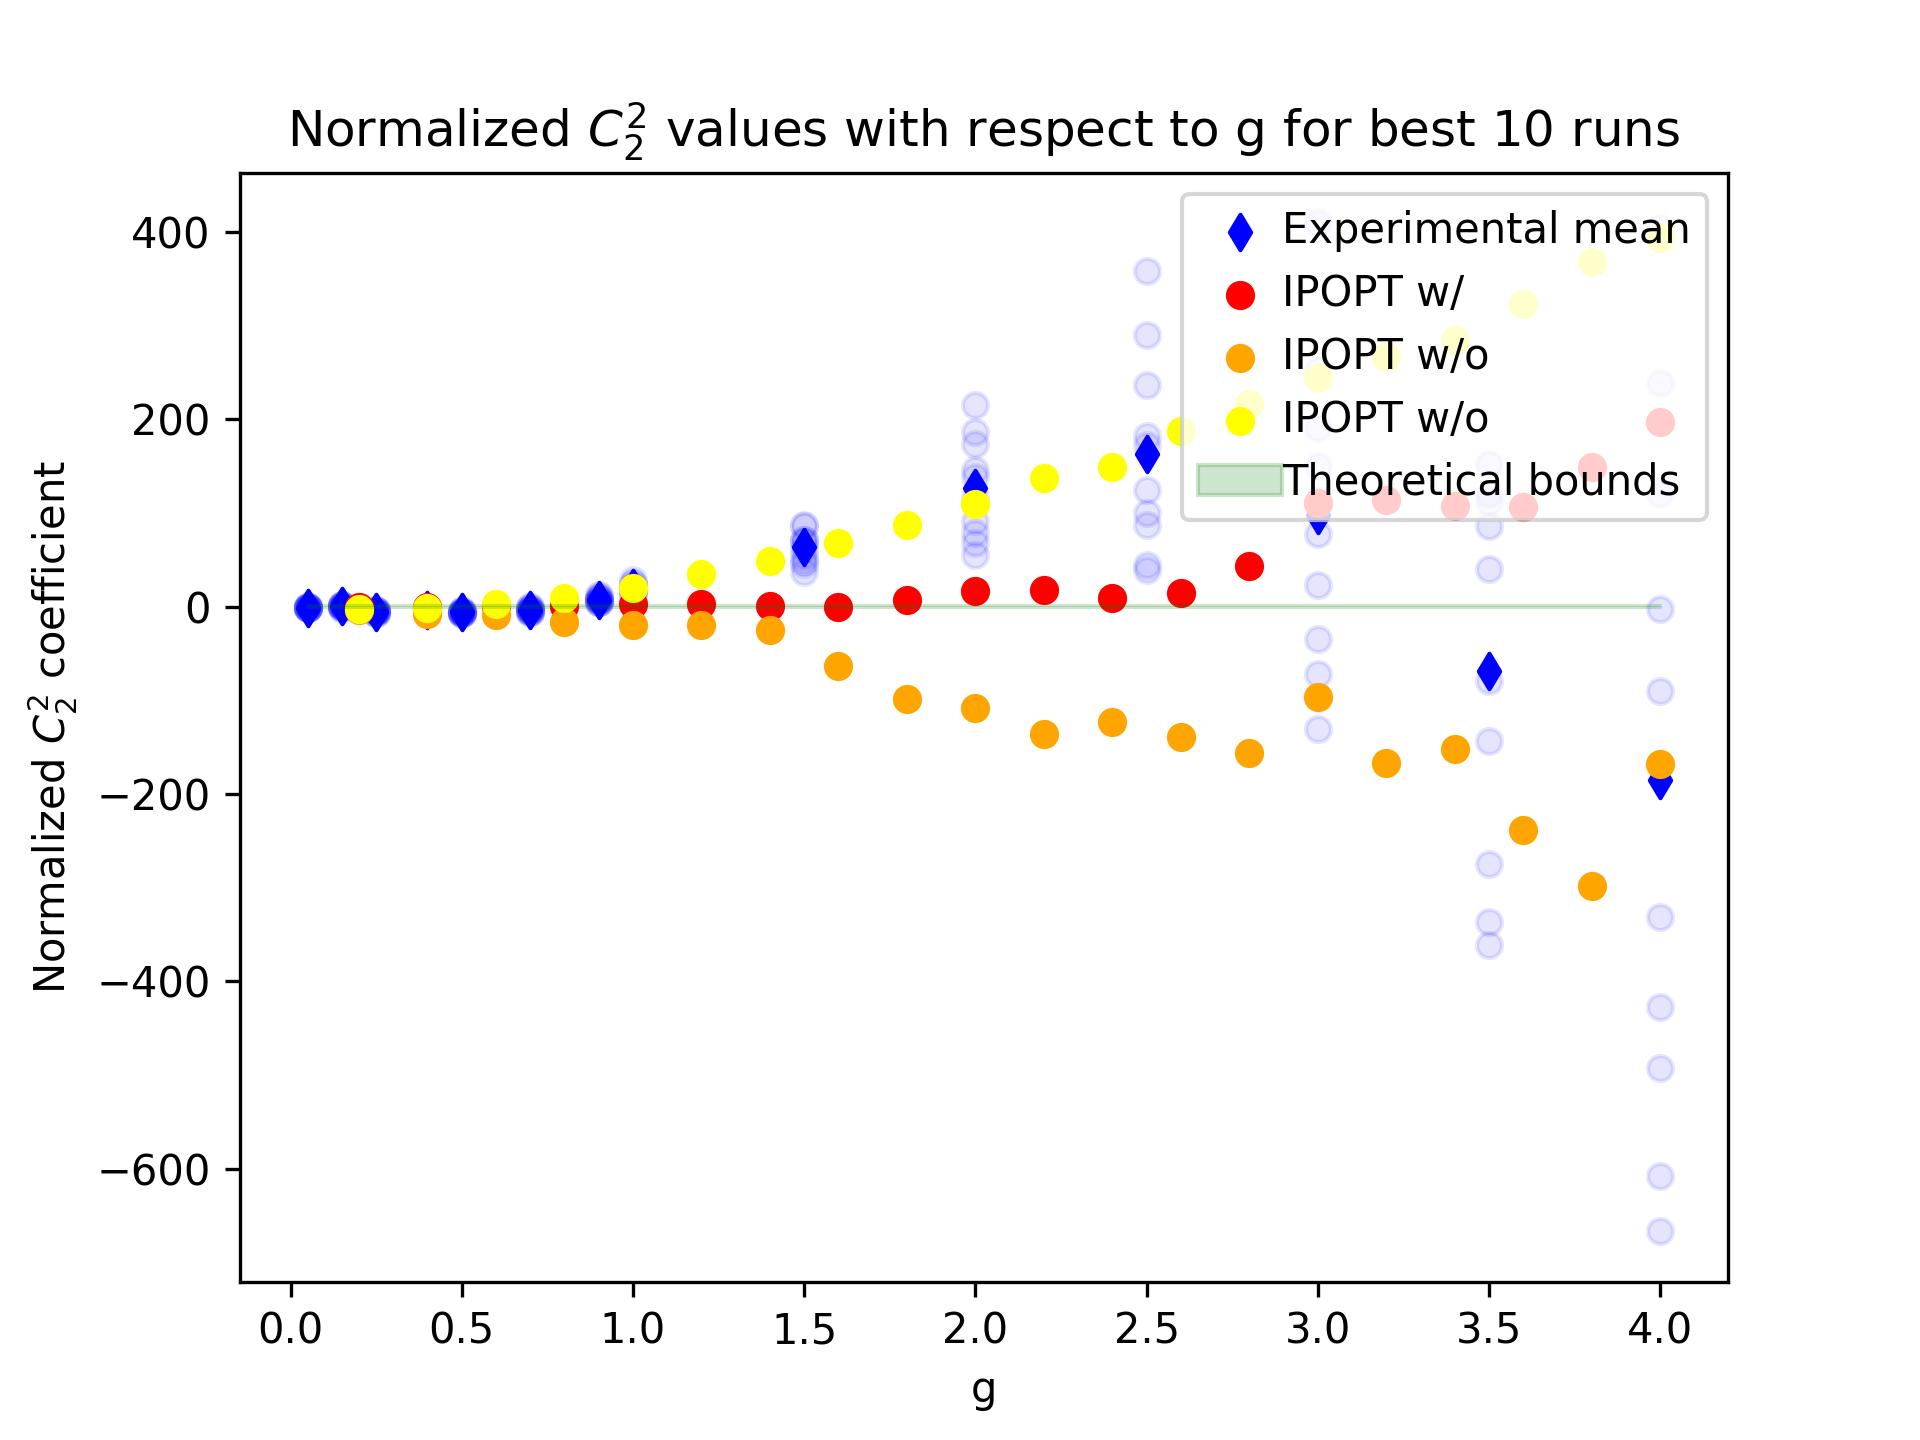 Normalized $C_2^2$ values with respect to g for best 10 runs
Normalized $C_2^2$ coefficient
400
200
0
−200
−400
−600
Experimental mean
IPOPT w/
IPOPT w/o
IPOPT w/o
Theoretical bounds
0.0 0.5 1.0 1.5 2.0 2.5 3.0 3.5 4.0
g